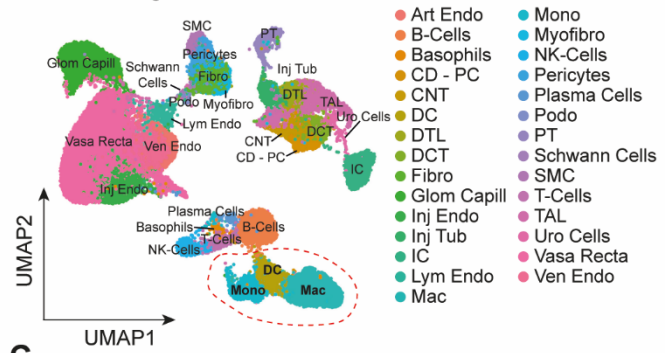 SMC
PT
Glom Capill
Schwann
Cells
Pericytes
Fibro
Inj Tub
DTL
TAL
Podo
Myofibro
Uro Cells
Lym Endo
DCT
CNT
CD - PC
Vasa Recta
Ven Endo
IC
Inj Endo
Plasma Cells
Basophils
B-Cells
T-Cells
NK-Cells
DC
Mono
Mac
UMAP2
UMAP1
Art Endo
B-Cells
Basophils
CD - PC
CNT
DC
DTL
DCT
Fibro
Glom Capill
Inj Endo
Inj Tub
IC
Lym Endo
Mac
Mono
Myofibro
NK-Cells
Pericytes
Plasma Cells
Podo
PT
Schwann Cells
SMC
T-Cells
TAL
Uro Cells
Vasa Recta
Ven Endo